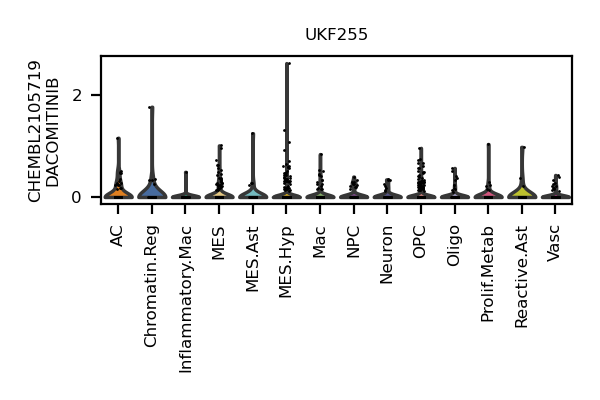 UKF255
CHEMBL2105719
DACOMITINIB
2
0
AC
Chromatin.Reg
Inflammatory.Mac
MES
MES.Ast
MES.Hyp
Mac
NPC
Neuron
OPC
Oligo
Prolif.Metab
Reactive.Ast
Vasc